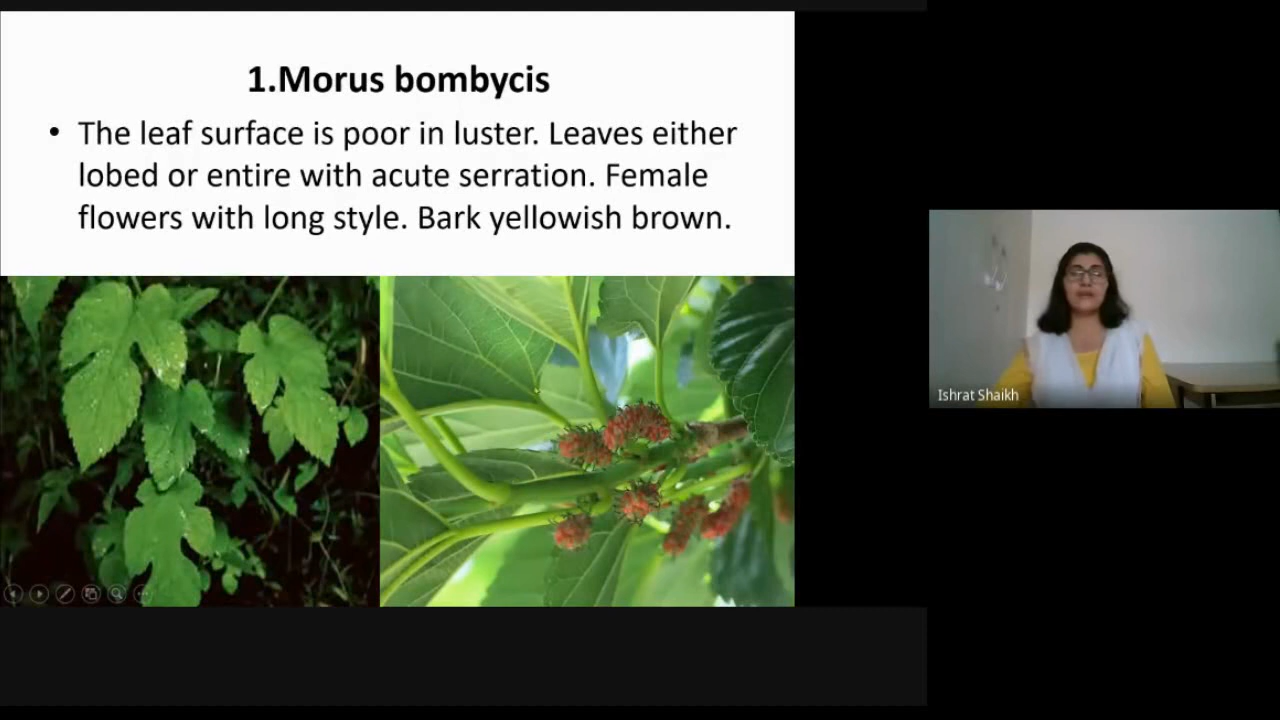 1.Morus bombycis
• The leaf surface is poor in luster. Leaves either
lobed or entire with acute serration. Female
flowers with long style. Bark yellowish brown.
Ishrat Shaikh